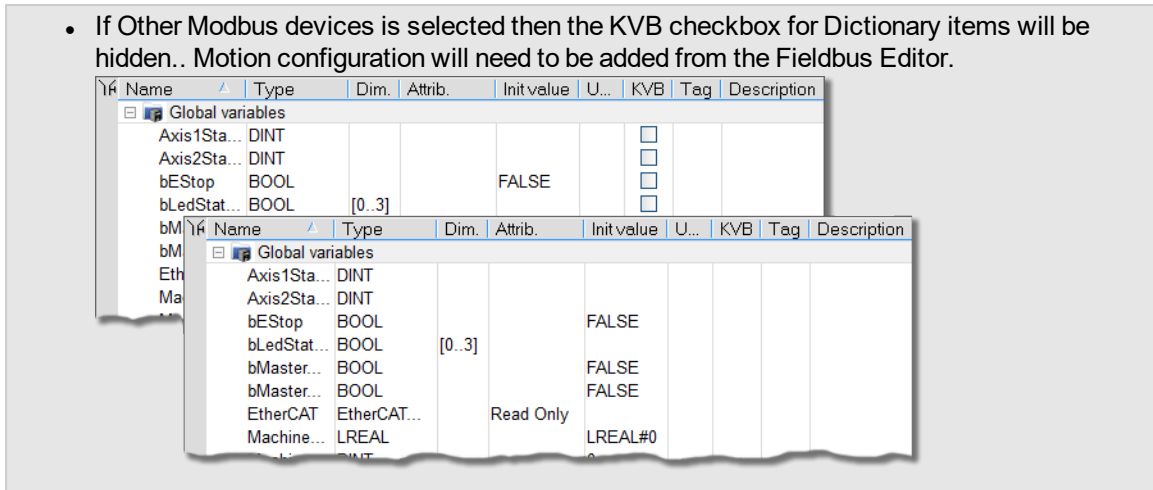 • If Other Modbus devices is selected then the KVB checkbox for Dictionary items will be
hidden.. Motion configuration will need to be added from the Fieldbus Editor.
Name Type Dim. Attrib. Init value U... KVB Tag Description
Global variables
Axis1Sta... DINT
Axis2Sta... DINT
bEStop BOOL FALSE
bLedStat... BOOL [0..3]
bM
bM
Eth
Ma
Name Type Dim. Attrib. Init value U... KVB Tag Description
Global variables
Axis1Sta... DINT
Axis2Sta... DINT
bEStop BOOL FALSE
bLedStat... BOOL [0..3]
bMaster... BOOL FALSE
bMaster... BOOL FALSE
EtherCAT EtherCAT... Read Only
Machine... LREAL LREAL#0